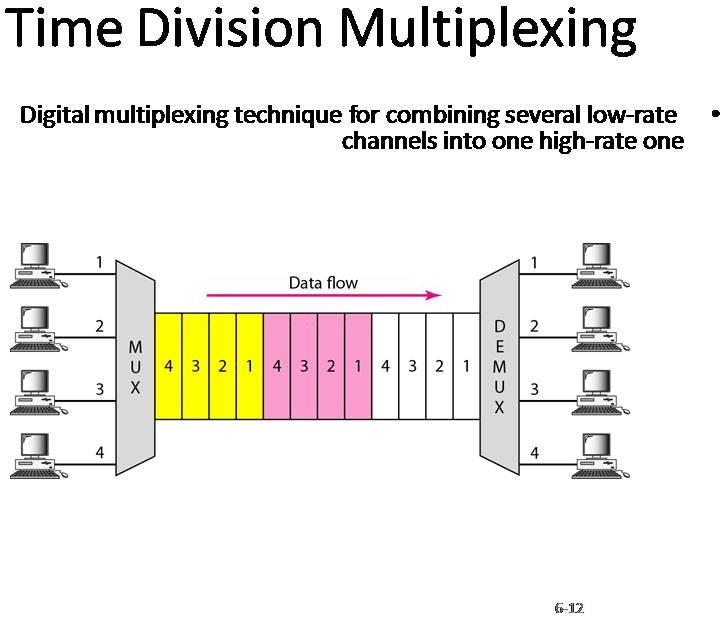 Time Division Multiplexing
Digital multiplexing technique for combining several low-rate •
channels into one high-rate one
1
2
3
4
MUX
Data flow
4 3 2 1 4 3 2 1 4 3 2 1
DEMUX
1
2
3
4
6-12